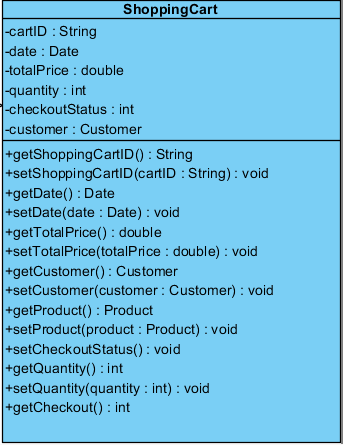 ShoppingCart
-cartID : String
-date : Date
-totalPrice : double
-quantity : int
-checkoutStatus : int
-customer : Customer
+getShoppingCartID() : String
+setShoppingCartID(cartID : String) : void
+getDate() : Date
+setDate(date : Date) : void
+getTotalPrice() : double
+setTotalPrice(totalPrice : double) : void
+getCustomer() : Customer
+setCustomer(customer : Customer) : void
+getProduct() : Product
+setProduct(product : Product) : void
+setCheckoutStatus() : void
+getQuantity() : int
+setQuantity(quantity : int) : void
+getCheckout() : int